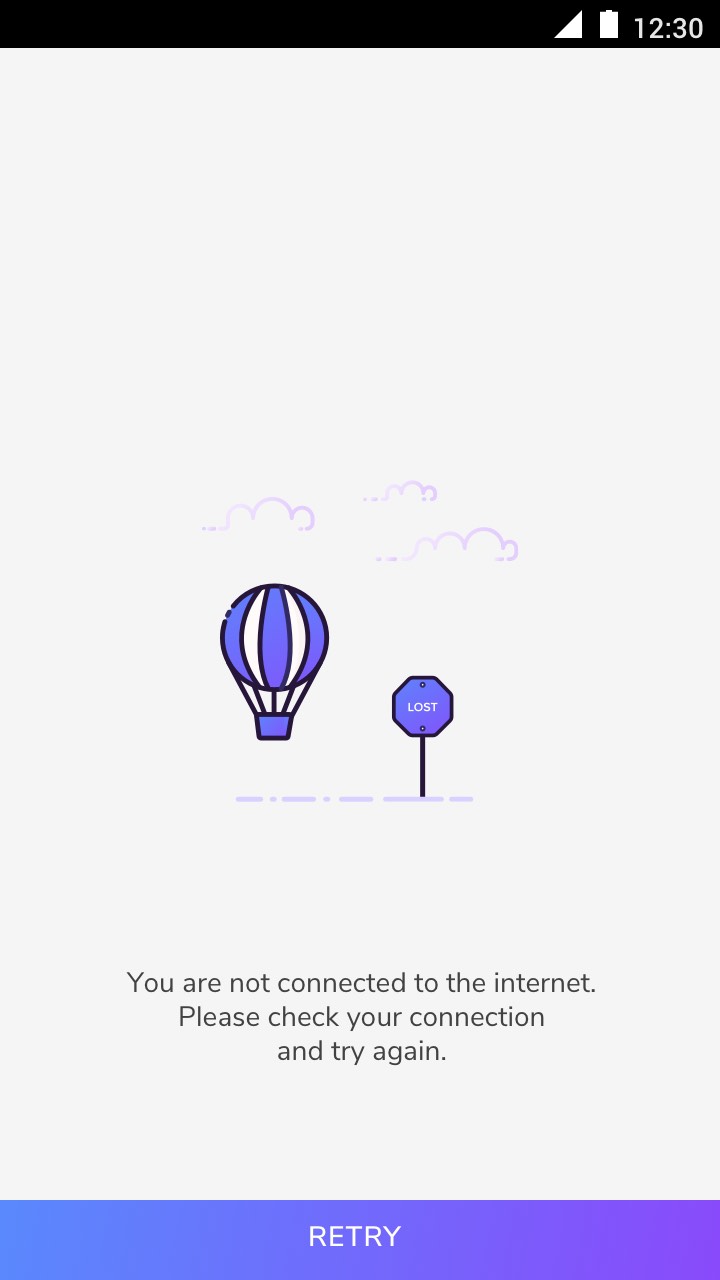 12:30
LOST
You are not connected to the internet.
Please check your connection
and try again.
RETRY